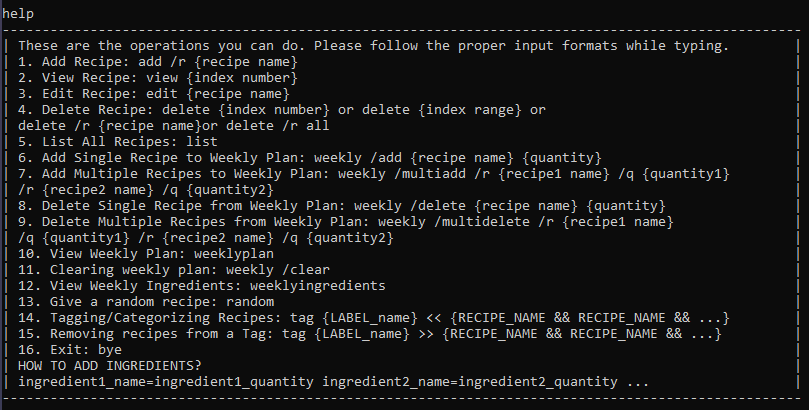 help
These are the operations you can do. Please follow the proper input formats while typing.
1. Add Recipe: add /r {recipe name}
2. View Recipe: view {index number}
3. Edit Recipe: edit {recipe name}
4. Delete Recipe: delete {index number} or delete {index range} or
delete /r {recipe name}or delete /r all
5. List All Recipes: list
6. Add Single Recipe to Weekly Plan: weekly /add {recipe name} {quantity}
7. Add Multiple Recipes to Weekly Plan: weekly /multiadd /r {recipe1 name} /q {quantity1}
/r {recipe2 name} /q {quantity2}
8. Delete Single Recipe from Weekly Plan: weekly /delete {recipe name} {quantity}
9. Delete Multiple Recipes from Weekly Plan: weekly /multidelete /r {recipe1 name}
/q {quantity1} /r {recipe2 name} /q {quantity2}
10. View Weekly Plan: weeklyplan
11. Clearing weekly plan: weekly /clear
12. View Weekly Ingredients: weeklyingredients
13. Give a random recipe: random
14. Tagging/Categorizing Recipes: tag {LABEL_name} << {RECIPE_NAME && RECIPE_NAME && ...}
15. Removing recipes from a Tag: tag {LABEL_name} >> {RECIPE_NAME && RECIPE_NAME && ...}
16. Exit: bye
HOW TO ADD INGREDIENTS?
ingredient1_name=ingredient1_quantity ingredient2_name=ingredient2_quantity ...